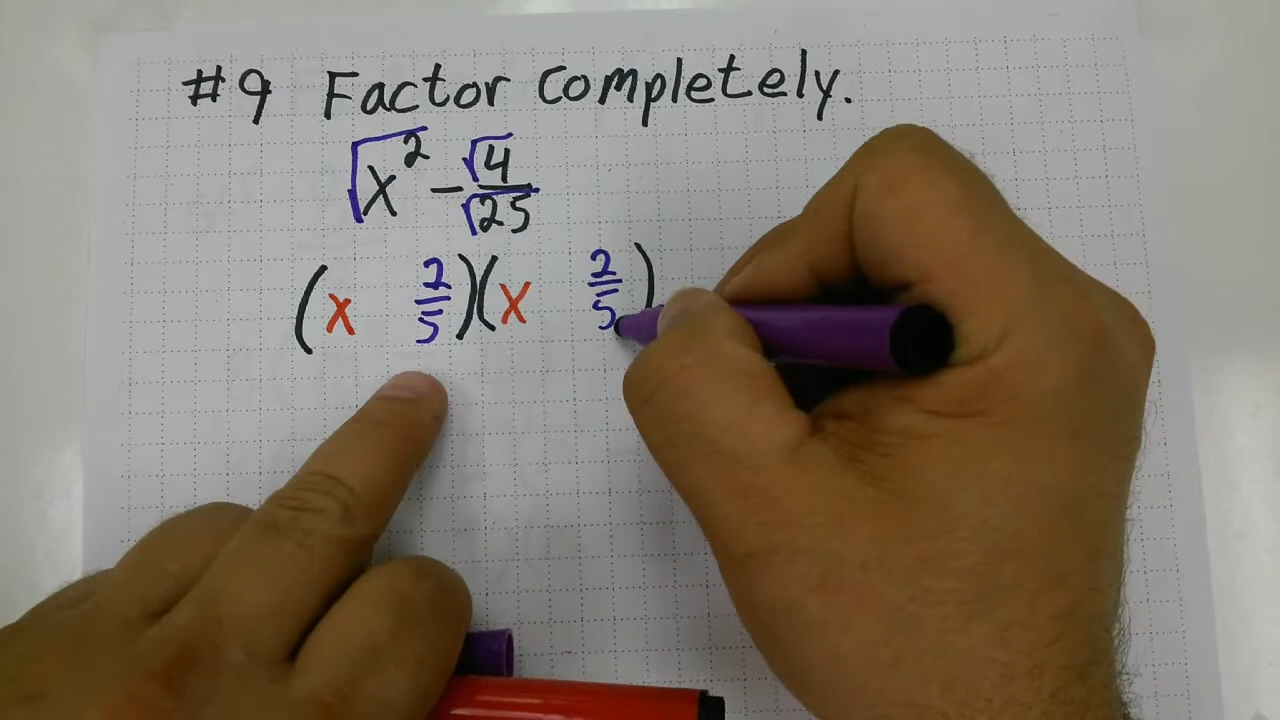 #9 Factor Completely.
√x² - √4/√25
(x 2/5)(x 2/5)